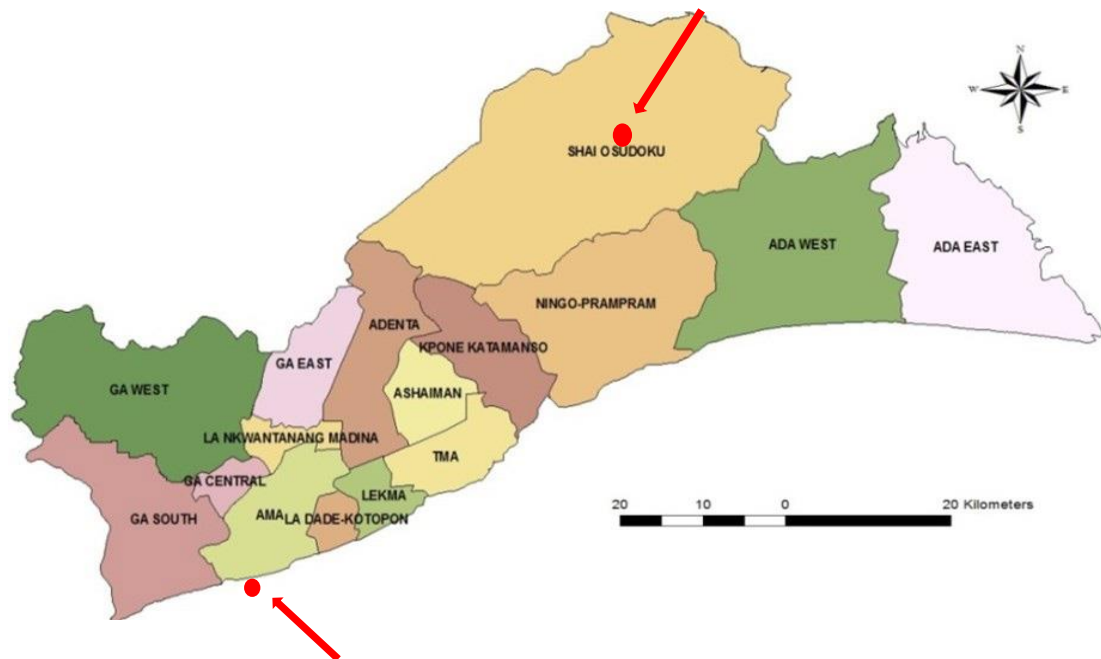 N
W E
S
SHAI OSUDOKU
ADA WEST
ADA EAST
NINGO-PRAMPRAM
ADENTA
KPONE KATAMANSO
GA EAST
GA WEST
ASHAIMAN
LA NKWANTANANG MADINA
TMA
GA CENTRAL
LEKMA
GA SOUTH
AMA
LA DADE-KOTOPON
20 10 0 20 Kilometers